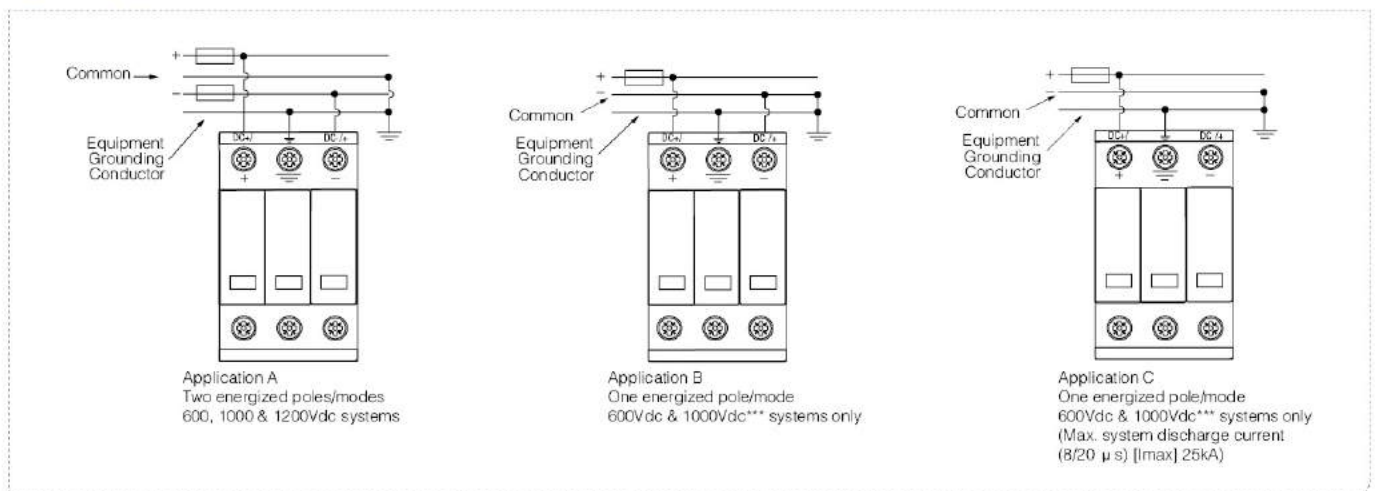 +
Common
−
Equipment
Grounding
Conductor
DC+/ DC-/+
+ −
Application A
Two energized poles/modes
600, 1000 & 1200Vdc systems
+
−
Common
Equipment
Grounding
Conductor
DC+/ DC-/+
+ −
Application B
One energized pole/mode
600Vdc & 1000Vdc*** systems only
+
−
Common
Equipment
Grounding
Conductor
DC+/ DC-/+
+ −
Application C
One energized pole/mode
600Vdc & 1000Vdc*** systems only
(Max. system discharge current
(8/20 μs) [Imax] 25kA)